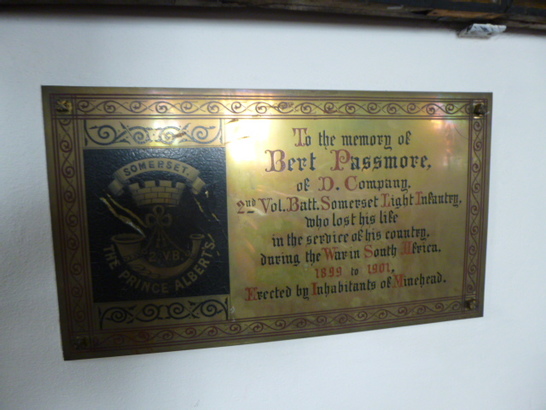 SOMERSET.
2.V.B.
THE PRINCE ALBERT'S.
To the memory of
Bert Passmore,
of D. Company.
2nd Vol. Batt. Somerset Light Infantry,
who lost his life
in the service of his country.
during the War in South Africa.
1899 to 1901.
Erected by Inhabitants of Minehead.